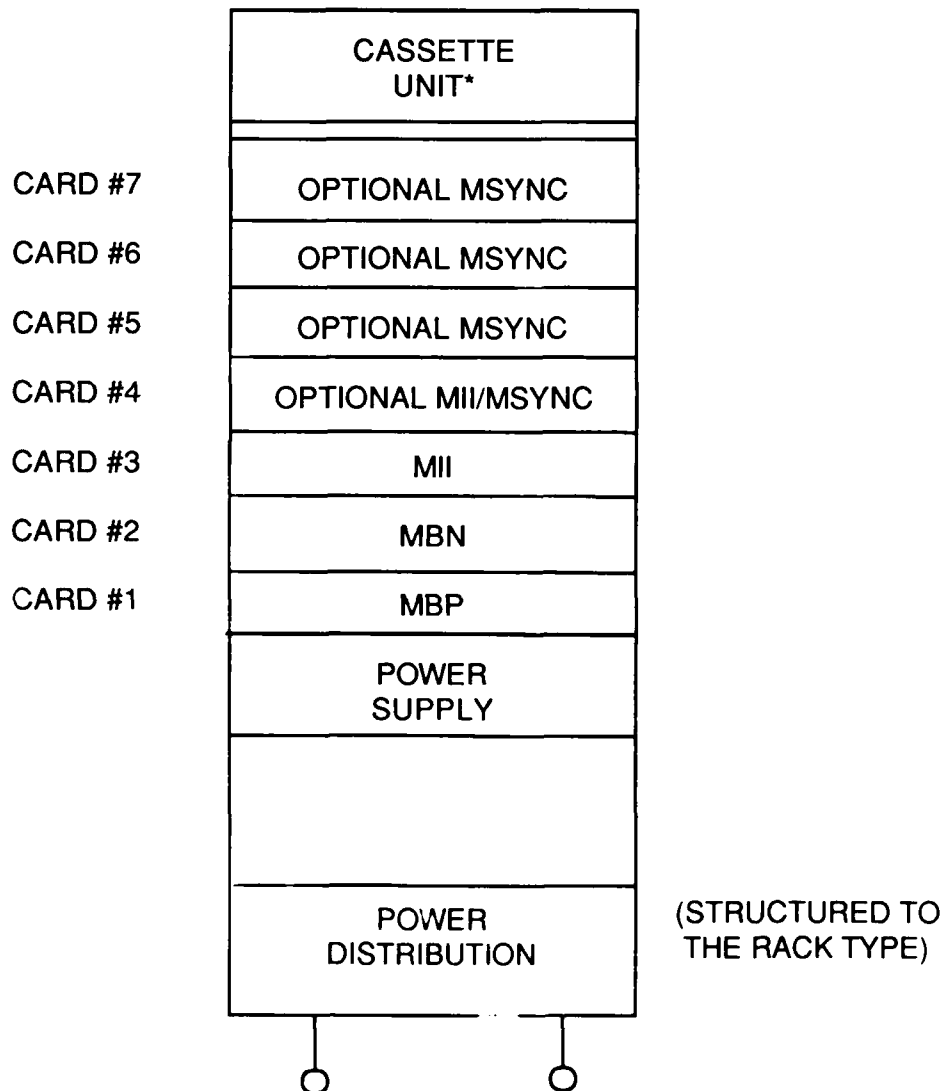 CASSETTE
UNIT*
CARD #7
OPTIONAL MSYNC
CARD #6
OPTIONAL MSYNC
CARD #5
OPTIONAL MSYNC
CARD #4
OPTIONAL MII/MSYNC
CARD #3
MII
CARD #2
MBN
CARD #1
MBP
POWER
SUPPLY
POWER
DISTRIBUTION
(STRUCTURED TO
THE RACK TYPE)